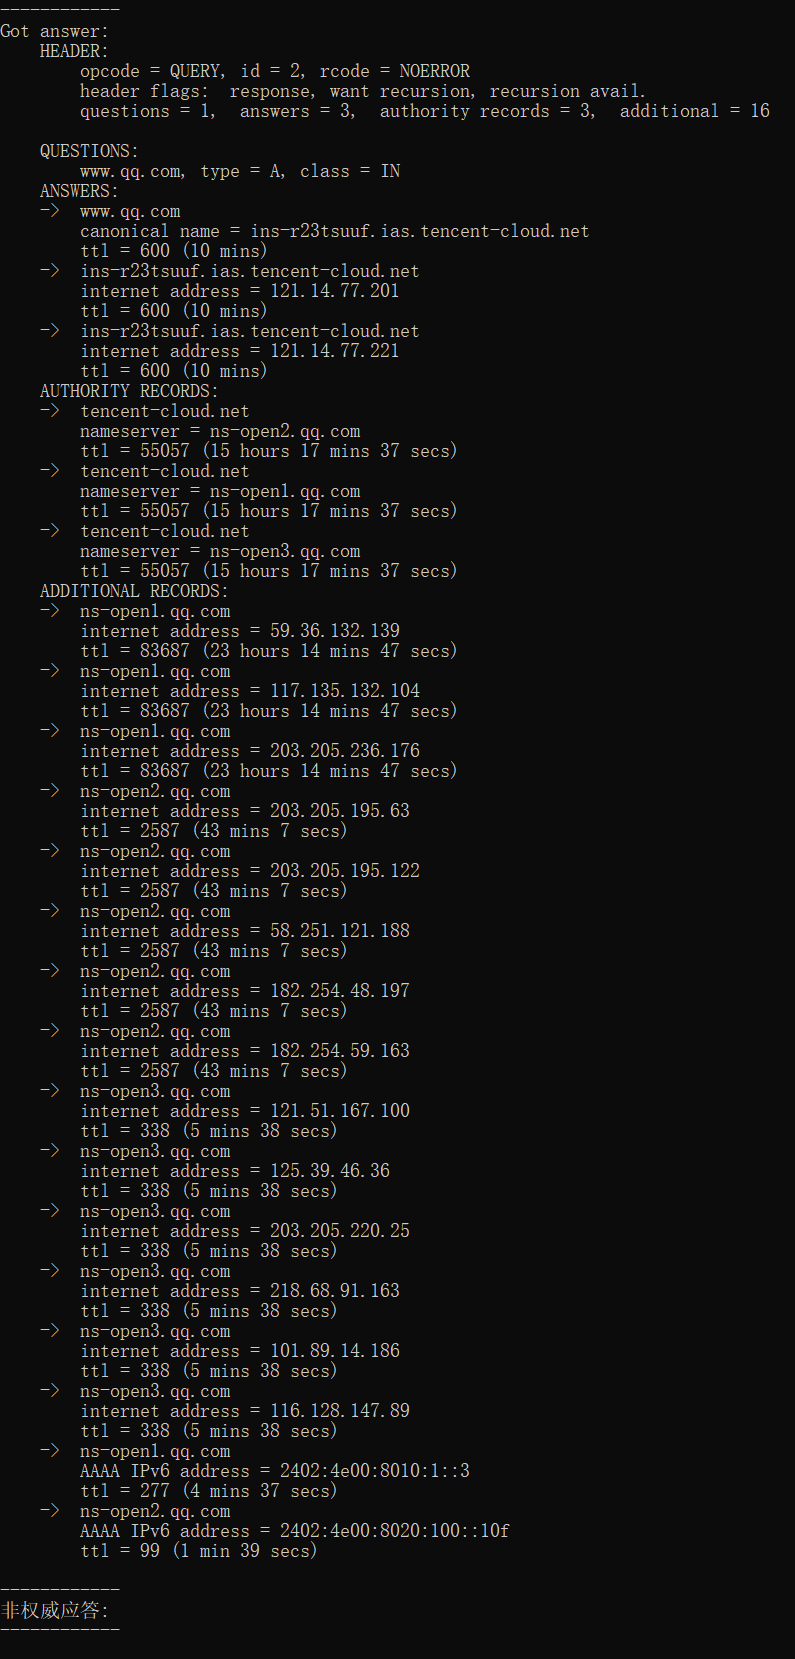 ------------
Got answer:
    HEADER:
        opcode = QUERY, id = 2, rcode = NOERROR
        header flags:  response, want recursion, recursion avail.
        questions = 1,  answers = 3,  authority records = 3,  additional = 16

    QUESTIONS:
        www.qq.com, type = A, class = IN
    ANSWERS:
    ->  www.qq.com
        canonical name = ins-r23tsuuf.ias.tencent-cloud.net
        ttl = 600 (10 mins)
    ->  ins-r23tsuuf.ias.tencent-cloud.net
        internet address = 121.14.77.201
        ttl = 600 (10 mins)
    ->  ins-r23tsuuf.ias.tencent-cloud.net
        internet address = 121.14.77.221
        ttl = 600 (10 mins)
    AUTHORITY RECORDS:
    ->  tencent-cloud.net
        nameserver = ns-open2.qq.com
        ttl = 55057 (15 hours 17 mins 37 secs)
    ->  tencent-cloud.net
        nameserver = ns-open1.qq.com
        ttl = 55057 (15 hours 17 mins 37 secs)
    ->  tencent-cloud.net
        nameserver = ns-open3.qq.com
        ttl = 55057 (15 hours 17 mins 37 secs)
    ADDITIONAL RECORDS:
    ->  ns-open1.qq.com
        internet address = 59.36.132.139
        ttl = 83687 (23 hours 14 mins 47 secs)
    ->  ns-open1.qq.com
        internet address = 117.135.132.104
        ttl = 83687 (23 hours 14 mins 47 secs)
    ->  ns-open1.qq.com
        internet address = 203.205.236.176
        ttl = 83687 (23 hours 14 mins 47 secs)
    ->  ns-open2.qq.com
        internet address = 203.205.195.63
        ttl = 2587 (43 mins 7 secs)
    ->  ns-open2.qq.com
        internet address = 203.205.195.122
        ttl = 2587 (43 mins 7 secs)
    ->  ns-open2.qq.com
        internet address = 58.251.121.188
        ttl = 2587 (43 mins 7 secs)
    ->  ns-open2.qq.com
        internet address = 182.254.48.197
        ttl = 2587 (43 mins 7 secs)
    ->  ns-open2.qq.com
        internet address = 182.254.59.163
        ttl = 2587 (43 mins 7 secs)
    ->  ns-open3.qq.com
        internet address = 121.51.167.100
        ttl = 338 (5 mins 38 secs)
    ->  ns-open3.qq.com
        internet address = 125.39.46.36
        ttl = 338 (5 mins 38 secs)
    ->  ns-open3.qq.com
        internet address = 203.205.220.25
        ttl = 338 (5 mins 38 secs)
    ->  ns-open3.qq.com
        internet address = 218.68.91.163
        ttl = 338 (5 mins 38 secs)
    ->  ns-open3.qq.com
        internet address = 101.89.14.186
        ttl = 338 (5 mins 38 secs)
    ->  ns-open3.qq.com
        internet address = 116.128.147.89
        ttl = 338 (5 mins 38 secs)
    ->  ns-open1.qq.com
        AAAA IPv6 address = 2402:4e00:8010:1::3
        ttl = 277 (4 mins 37 secs)
    ->  ns-open2.qq.com
        AAAA IPv6 address = 2402:4e00:8020:100::10f
        ttl = 99 (1 min 39 secs)

------------
非权威应答:
------------